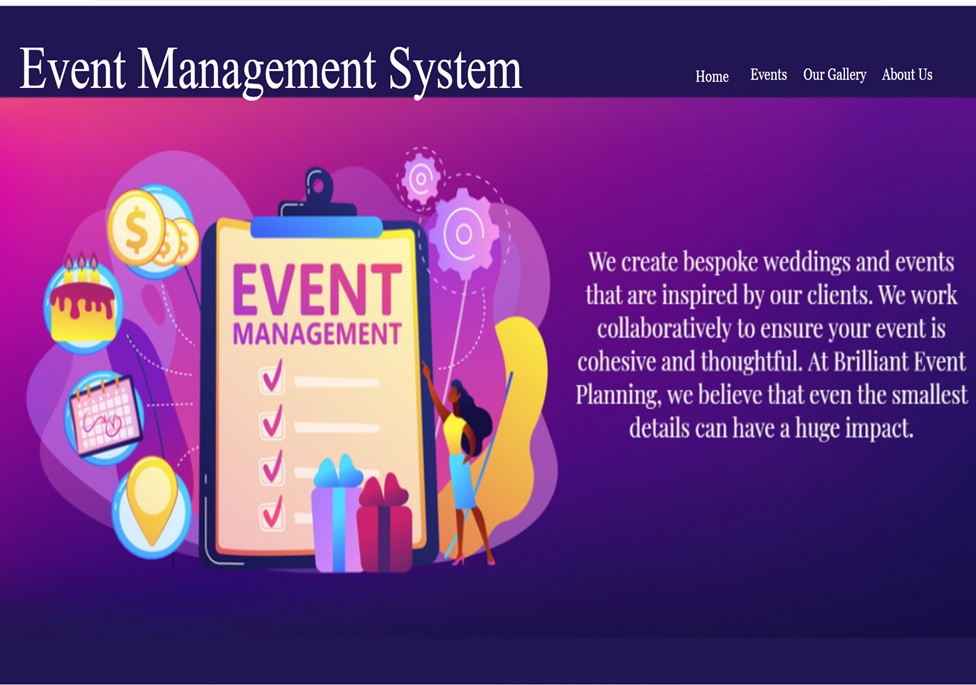 Event Management System
Home Events Our Gallery About Us
EVENT
MANAGEMENT
We create bespoke weddings and events
that are inspired by our clients. We work
collaboratively to ensure your event is
cohesive and thoughtful. At Brilliant Event
Planning, we believe that even the smallest
details can have a huge impact.